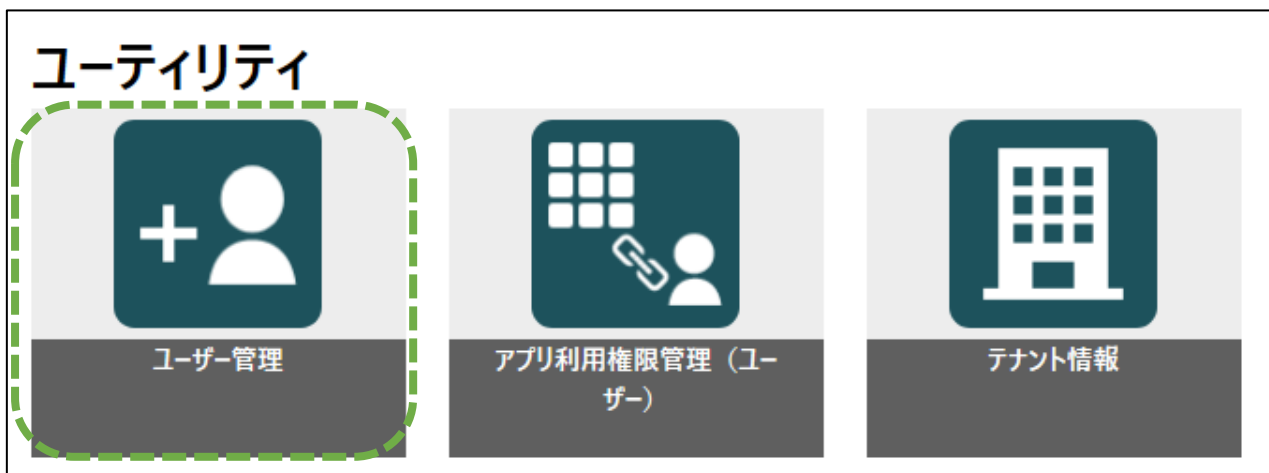 ユーティリティ
ユーザー管理
アプリ利用権限管理（ユー
ザー）
テナント情報